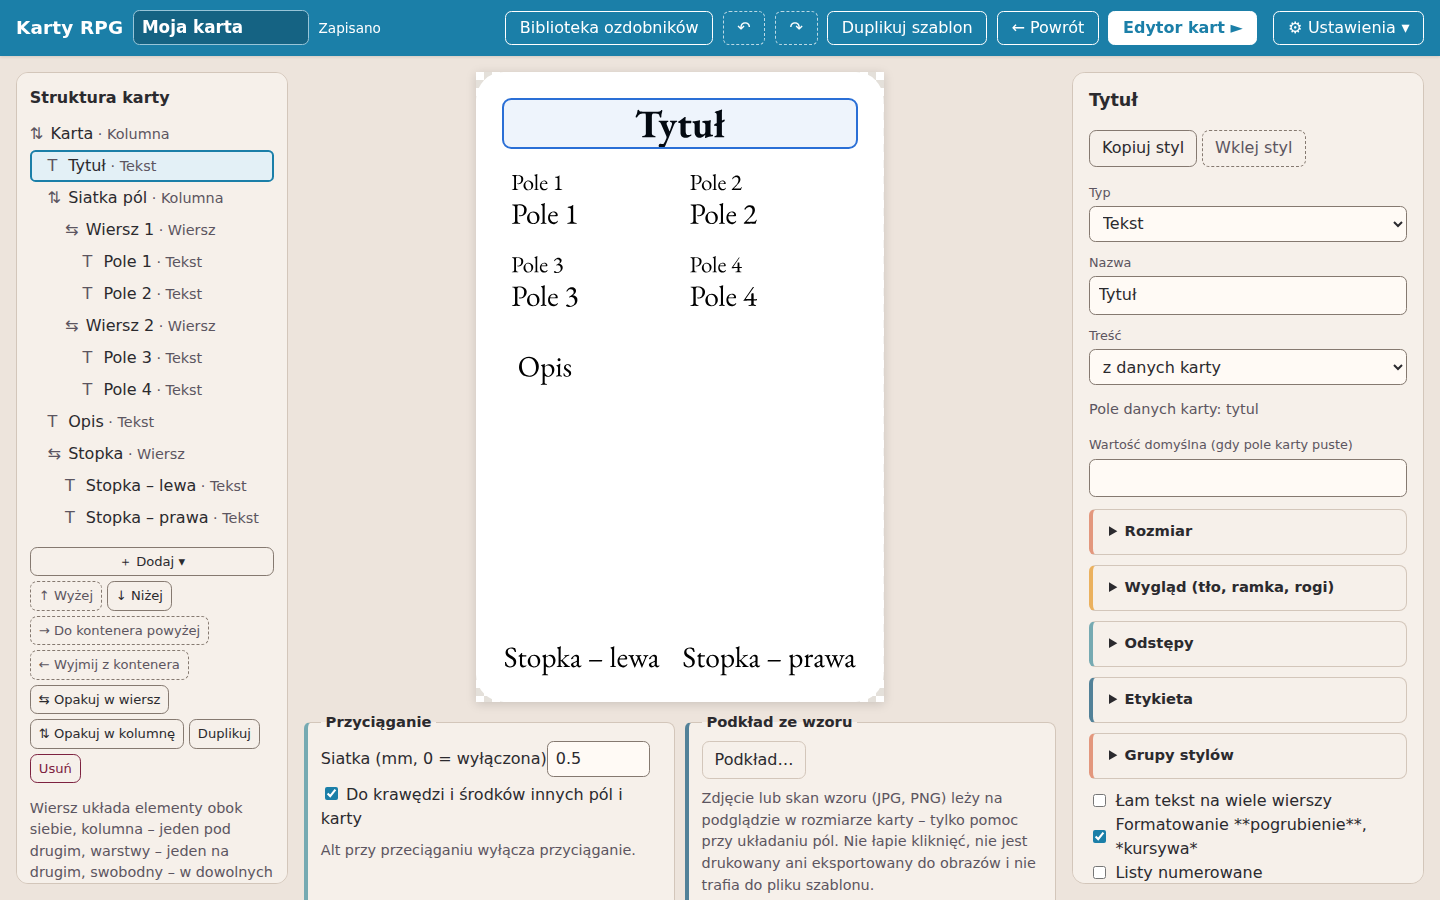 Karty RPG
Moja karta
Zapisano
Biblioteka ozdobników
↶
↷
Duplikuj szablon
← Powrót
Edytor kart ►
⚙ Ustawienia ▾
Struktura karty
⇅ Karta · Kolumna
T Tytuł · Tekst
⇅ Siatka pól · Kolumna
⇆ Wiersz 1 · Wiersz
T Pole 1 · Tekst
T Pole 2 · Tekst
⇆ Wiersz 2 · Wiersz
T Pole 3 · Tekst
T Pole 4 · Tekst
T Opis · Tekst
⇆ Stopka · Wiersz
T Stopka – lewa · Tekst
T Stopka – prawa · Tekst
+ Dodaj ▾
↑ Wyżej
↓ Niżej
→ Do kontenera powyżej
← Wyjmij z kontenera
⇆ Opakuj w wiersz
⇅ Opakuj w kolumnę
Duplikuj
Usuń
Wiersz układa elementy obok
siebie, kolumna – jeden pod
drugim, warstwy – jeden na
drugim, swobodny – w dowolnych
Tytuł
Pole 1
Pole 1
Pole 2
Pole 2
Pole 3
Pole 3
Pole 4
Pole 4
Opis
Stopka – lewa
Stopka – prawa
Przyciąganie
Siatka (mm, 0 = wyłączona) 0.5
Do krawędzi i środków innych pól i
karty
Alt przy przeciąganiu wyłącza przyciąganie.
Podkład ze wzoru
Podkład...
Zdjęcie lub skan wzoru (JPG, PNG) leży na
podglądzie w rozmiarze karty – tylko pomoc
przy układaniu pól. Nie łapie kliknięć, nie jest
drukowany ani eksportowany do obrazów i nie
trafia do pliku szablonu.
Tytuł
Kopiuj styl
Wklej styl
Typ
Tekst
Nazwa
Tytuł
Treść
z danych karty
Pole danych karty: tytul
Wartość domyślna (gdy pole karty puste)
▶ Rozmiar
▶ Wygląd (tło, ramka, rogi)
▶ Odstępy
▶ Etykieta
▶ Grupy stylów
Łam tekst na wiele wierszy
Formatowanie **pogrubienie**,
*kursywa*
Listy numerowane